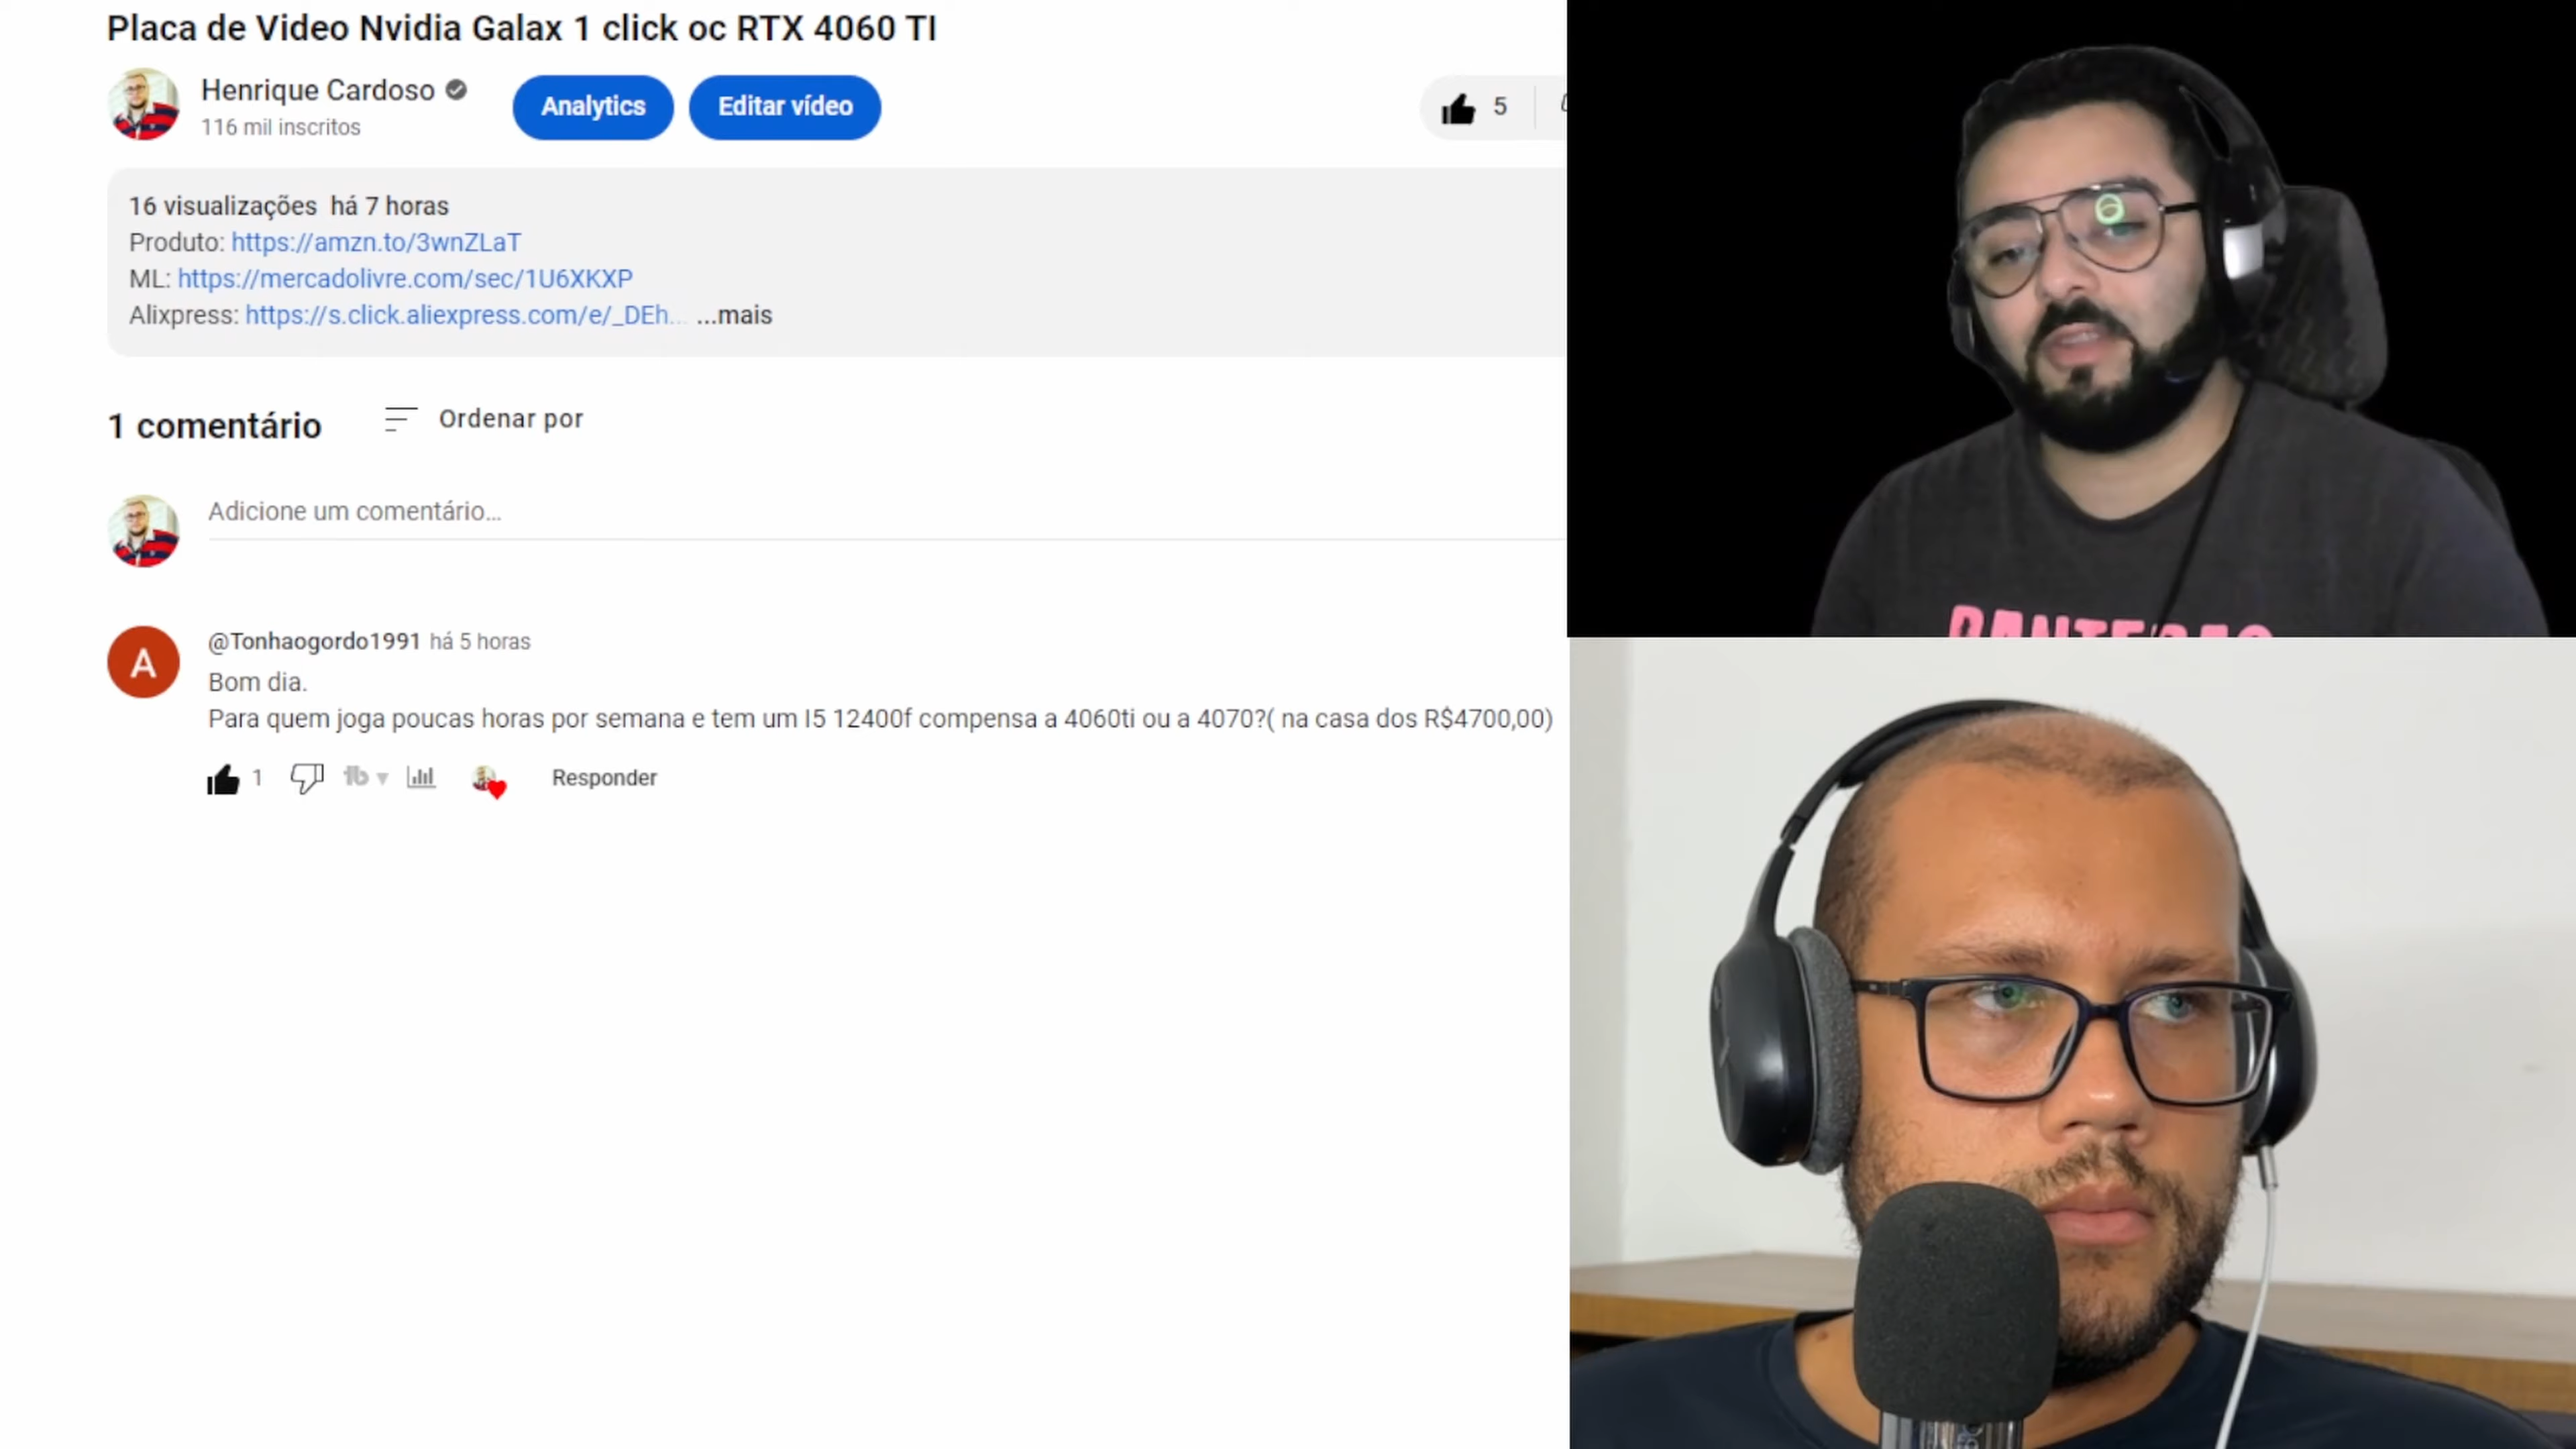 Placa de Video Nvidia Galax 1 click oc RTX 4060 TI
Henrique Cardoso
116 mil inscritos
Analytics
Editar vídeo
5
16 visualizações há 7 horas
Produto: https://amzn.to/3wnZLaT
ML: https://mercadolivre.com/sec/1U6XKXP
Alixpress: https://s.click.aliexpress.com/e/_DEh... ...mais
1 comentário
Ordenar por
Adicione um comentário...
A
@Tonhaogordo1991 há 5 horas
Bom dia.
Para quem joga poucas horas por semana e tem um I5 12400f compensa a 4060ti ou a 4070?( na casa dos R$4700,00)
1
Responder